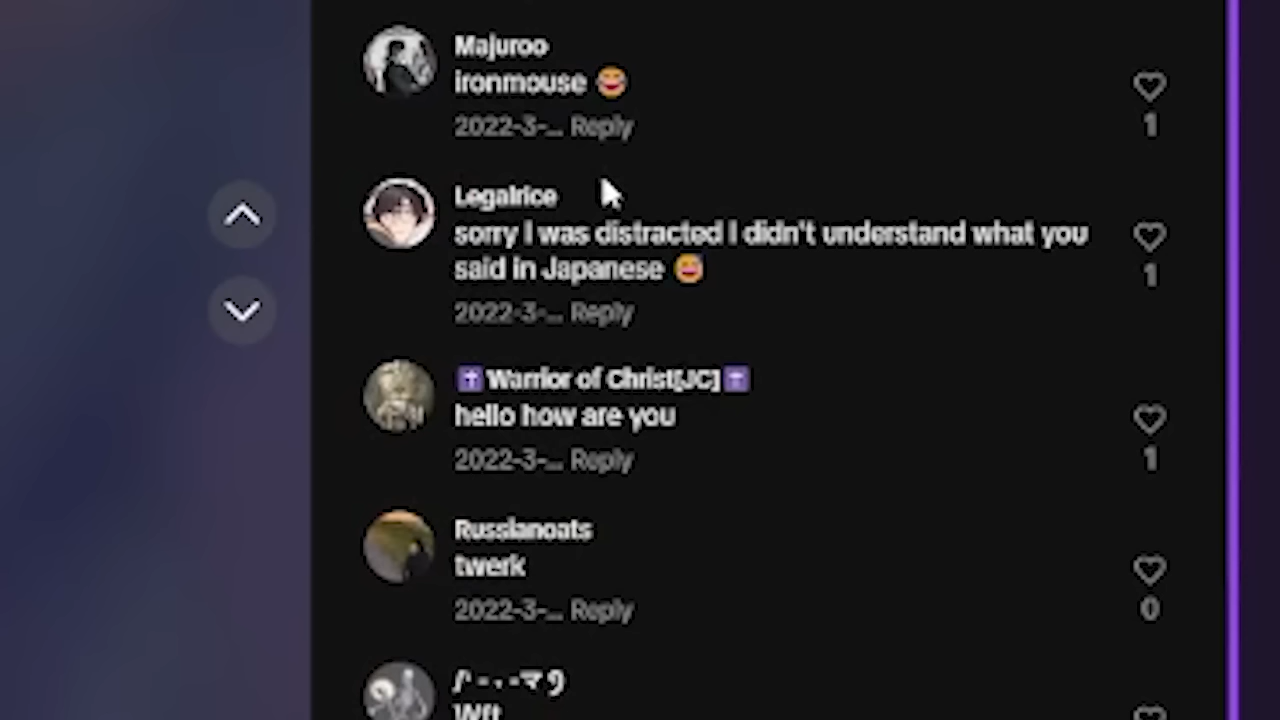 Majuroo
ironmouse 😅
2022-3-... Reply
1
Legalrice
sorry I was distracted I didn't understand what you
said in Japanese 😅
2022-3-... Reply
1
✝️Warrior of Christ[JC]✝️
hello how are you
2022-3-... Reply
1
Russianoats
twerk
2022-3-... Reply
0
Wft